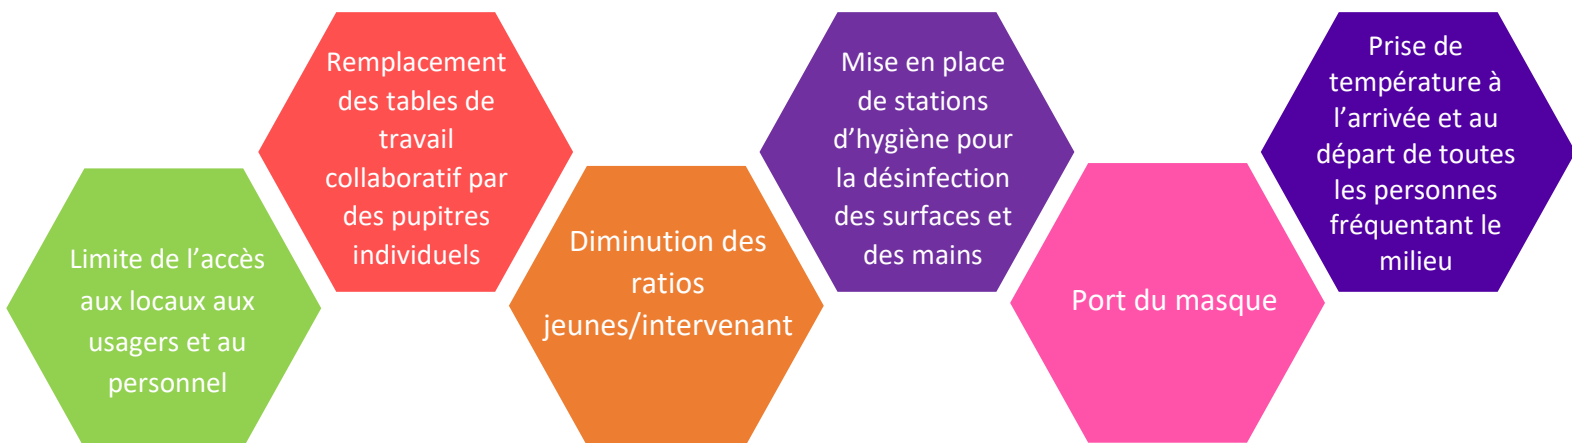 Limite de l’accès
aux locaux aux
usagers et au
personnel
Remplacement
des tables de
travail
collaboratif par
des pupitres
individuels
Diminution des
ratios
jeunes/intervenant
Mise en place
de stations
d’hygiène pour
la désinfection
des surfaces et
des mains
Port du masque
Prise de
température à
l’arrivée et au
départ de toutes
les personnes
fréquentant le
milieu